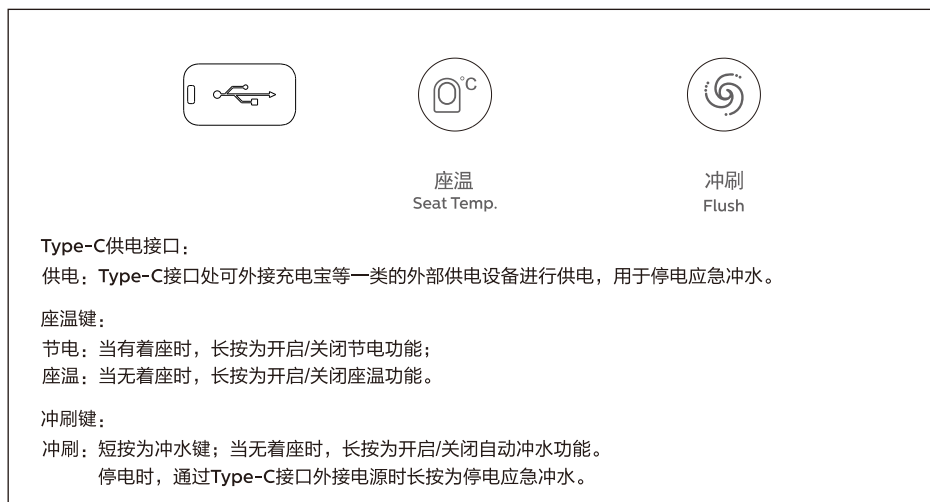 °C
座温
Seat Temp.
冲刷
Flush
Type-C供电接口：
供电：Type-C接口处可外接充电宝等一类的外部供电设备进行供电，用于停电应急冲水。
座温键：
节电：当有着座时，长按为开启/关闭节电功能；
座温：当无着座时，长按为开启/关闭座温功能。
冲刷键：
冲刷：短按为冲水键；当无着座时，长按为开启/关闭自动冲水功能。
停电时，通过Type-C接口外接电源时长按为停电应急冲水。